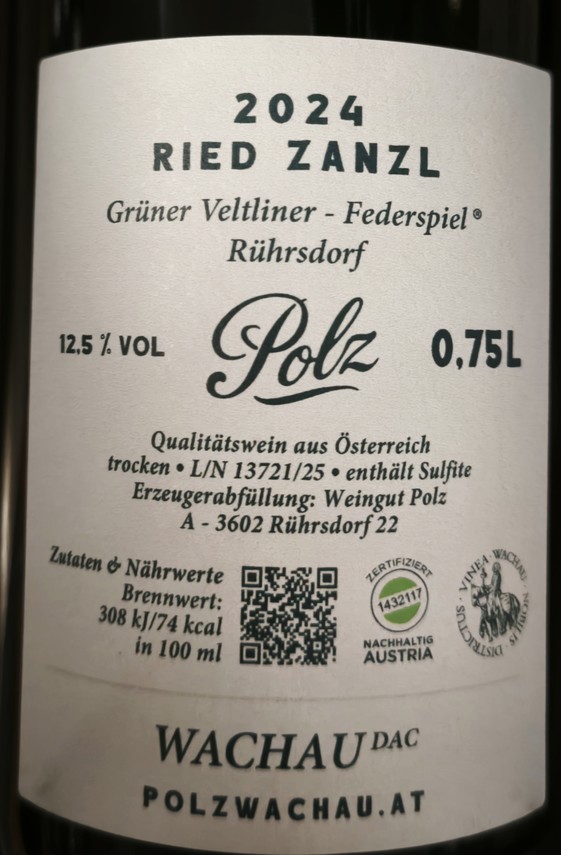 2024
RIED ZANZL
Grüner Veltliner - Federspiel®
Rührsdorf
12,5 % VOL
Polz
0,75L
Qualitätswein aus Österreich
trocken • L/N 13721/25 • enthält Sulfite
Erzeugerabfüllung: Weingut Polz
A - 3602 Rührsdorf 22
Zutaten & Nährwerte
Brennwert:
308 kJ/74 kcal
in 100 ml
ZERTIFIZIERT
1432117
NACHHALTIG
AUSTRIA
VINEA · WACHAU · NOBILIS · DISTRICTUS ·
WACHAU DAC
POLZWACHAU.AT